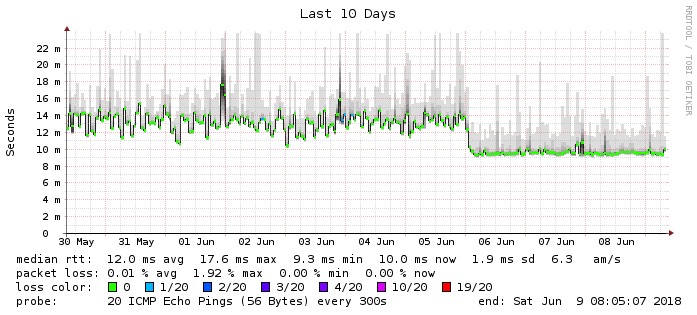 Last 10 Days
RRDTOOL / TOBI OETIKER
Seconds
22 m
20 m
18 m
16 m
14 m
12 m
10 m
8 m
6 m
4 m
2 m
0
30 May 31 May 01 Jun 02 Jun 03 Jun 04 Jun 05 Jun 06 Jun 07 Jun 08 Jun
median rtt: 12.0 ms avg 17.6 ms max 9.3 ms min 10.0 ms now 1.9 ms sd 6.3 am/s
packet loss: 0.01 % avg 1.92 % max 0.00 % min 0.00 % now
loss color: 0 1/20 2/20 3/20 4/20 10/20 19/20
probe: 20 ICMP Echo Pings (56 Bytes) every 300s end: Sat Jun 9 08:05:07 2018